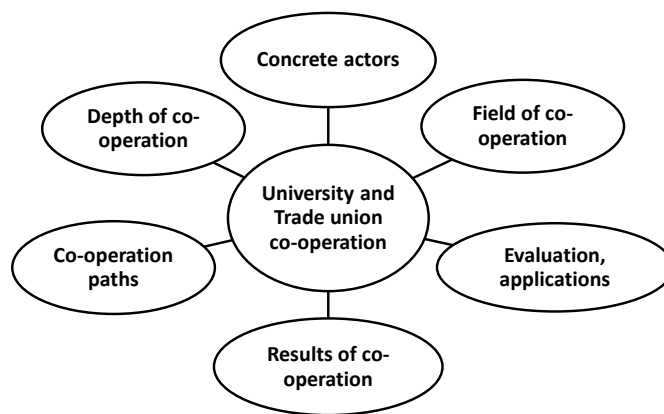 Concrete actors
Depth of co-
operation
Field of co-
operation
University and
Trade union
co-operation
Co-operation
paths
Evaluation,
applications
Results of co-
operation